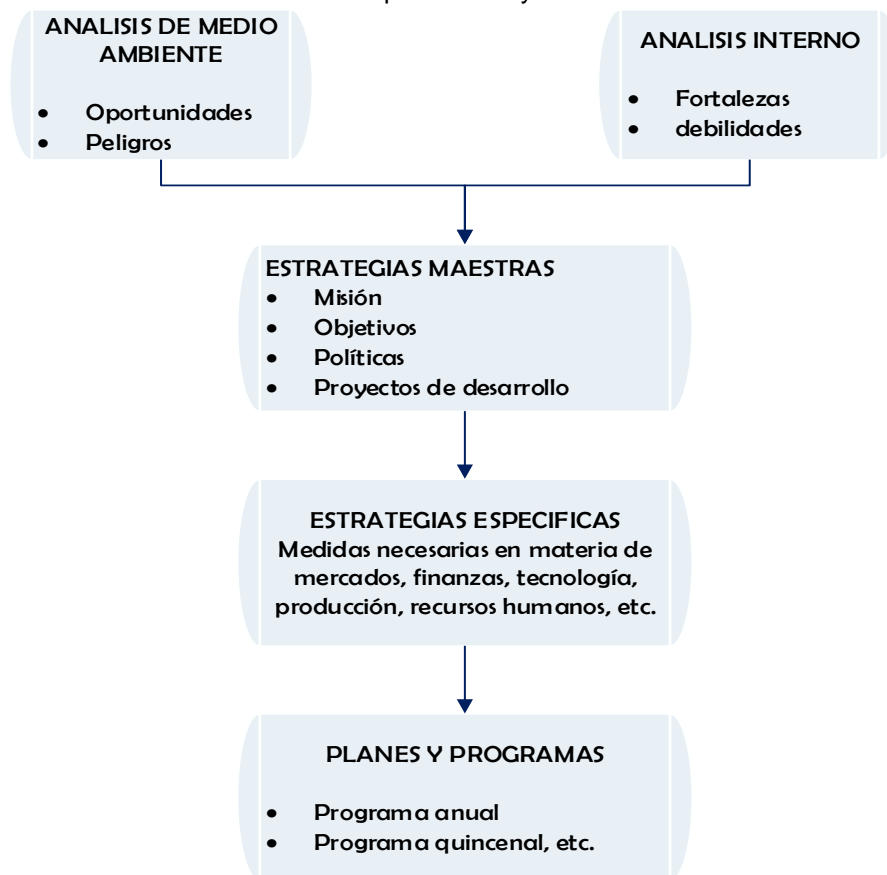 ANALISIS DE MEDIO
AMBIENTE
• Oportunidades
• Peligros
ANALISIS INTERNO
• Fortalezas
• debilidades
ESTRATEGIAS MAESTRAS
• Misión
• Objetivos
• Políticas
• Proyectos de desarrollo
ESTRATEGIAS ESPECIFICAS
Medidas necesarias en materia de
mercados, finanzas, tecnología,
producción, recursos humanos, etc.
PLANES Y PROGRAMAS
• Programa anual
• Programa quincenal, etc.